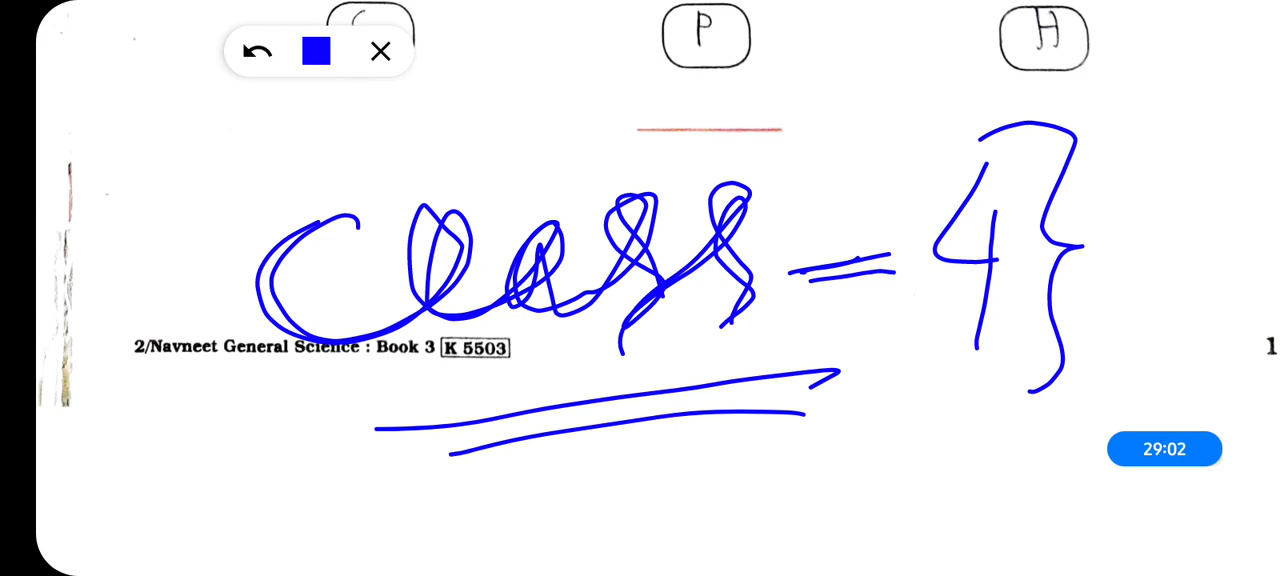 P H
Class = 4}
2/Navneet General Science : Book 3 K 5503 1
29:02